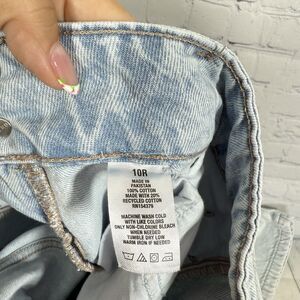 10R
MADE IN
PAKISTAN
100% COTTON
MADE WITH 20%
RECYCLED COTTON
RN154379
MACHINE WASH COLD
WITH LIKE COLORS
ONLY NON-CHLORINE BLEACH
WHEN NEEDED
TUMBLE DRY LOW
WARM IRON IF NEEDED